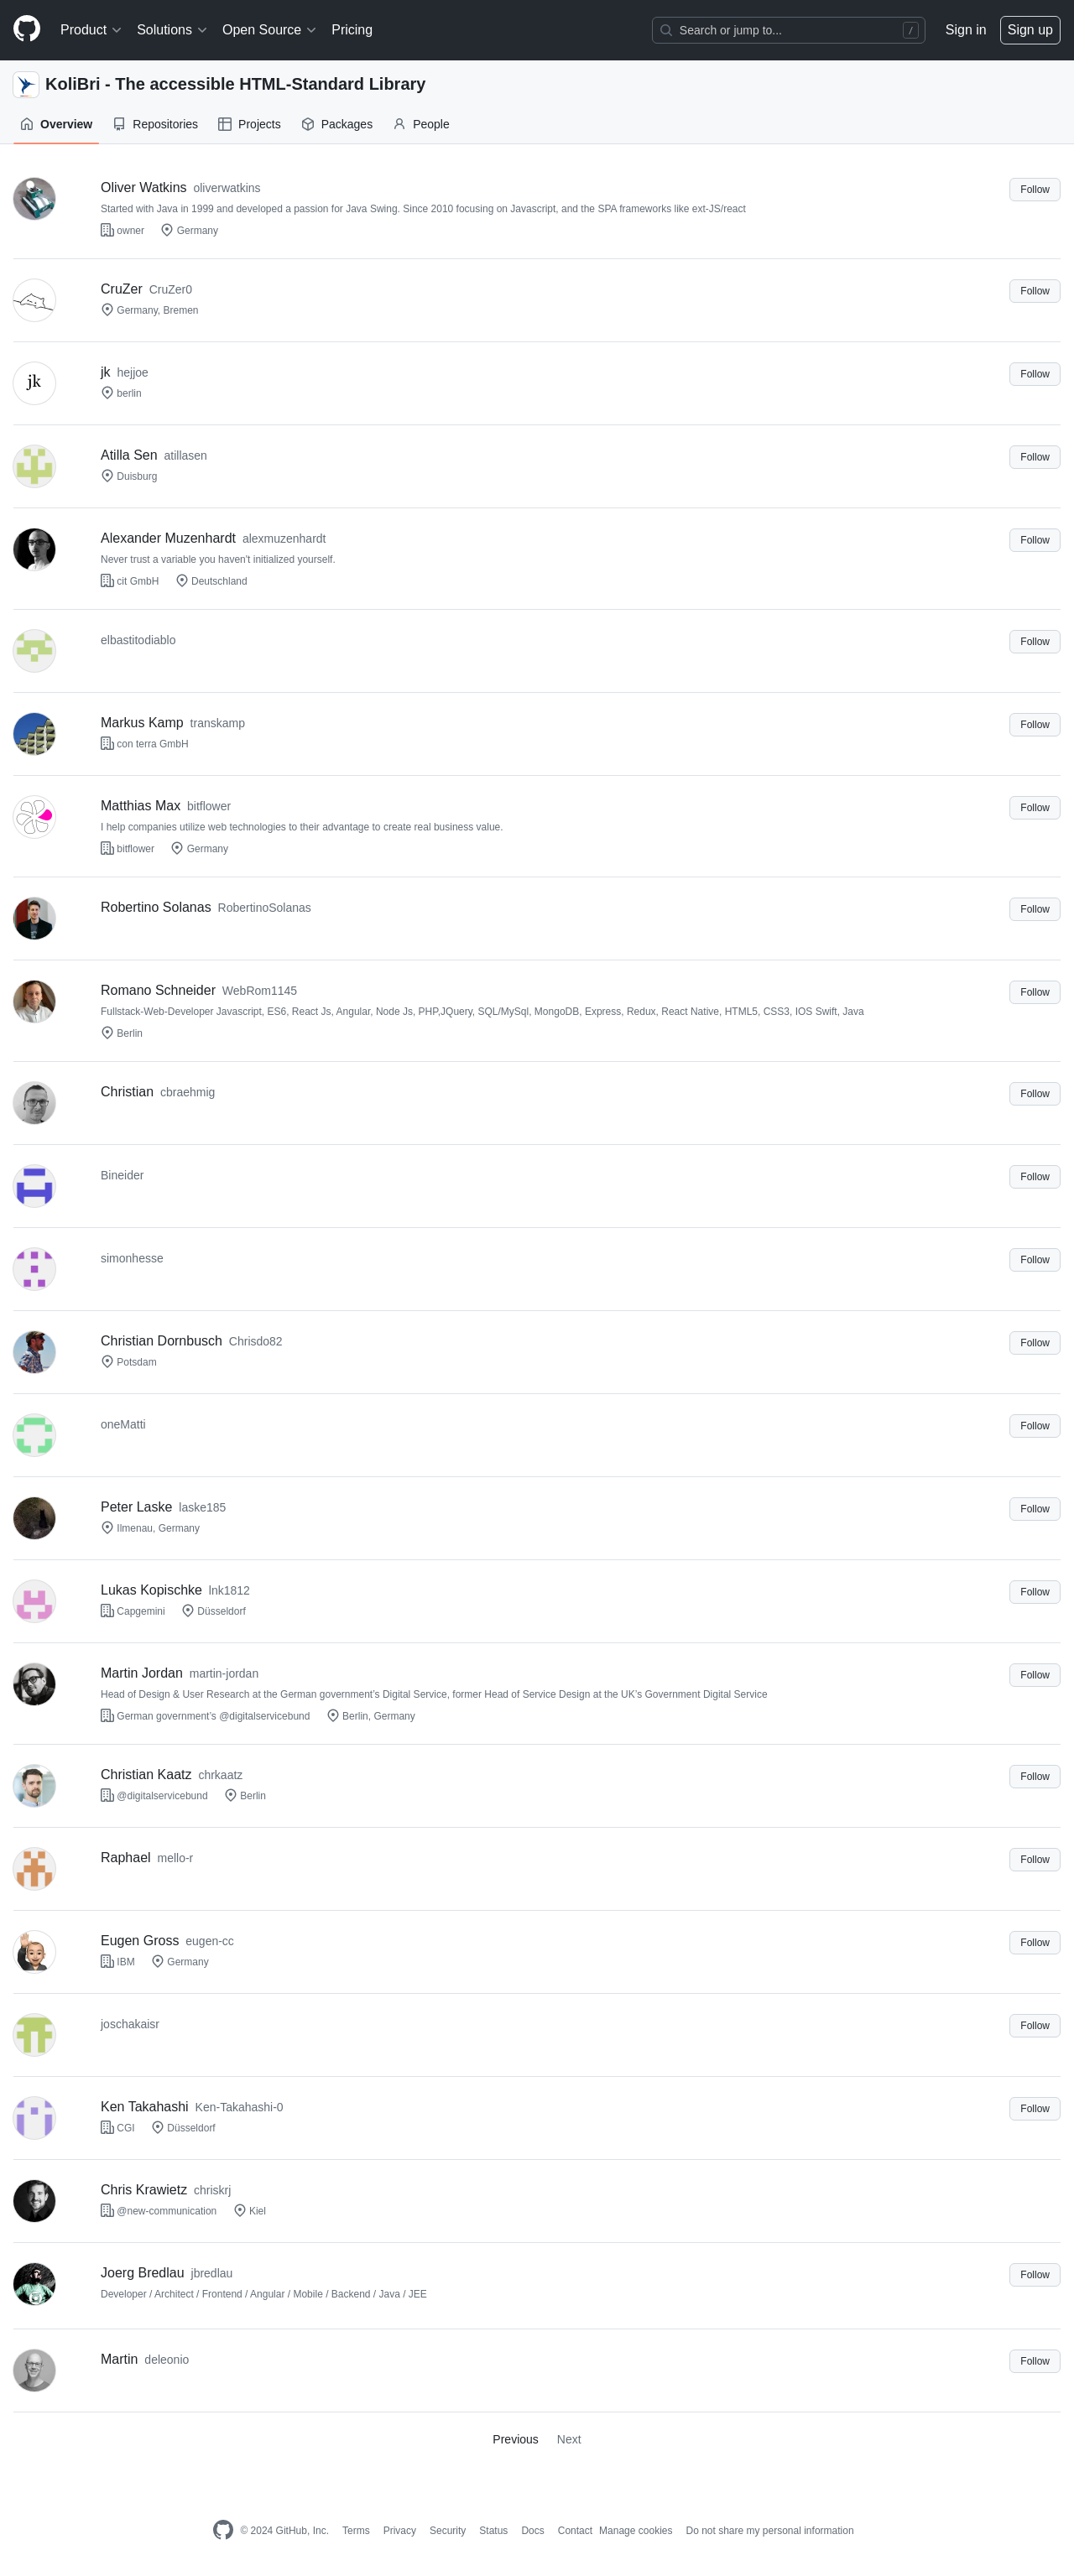 Product Solutions Open Source Pricing Search or jump to... / Sign in Sign up
KoliBri - The accessible HTML-Standard Library
Overview Repositories Projects Packages People
Oliver Watkins oliverwatkins Follow
Started with Java in 1999 and developed a passion for Java Swing. Since 2010 focusing on Javascript, and the SPA frameworks like ext-JS/react
owner Germany
CruZer CruZer0 Follow
Germany, Bremen
jk
jk hejjoe Follow
berlin
Atilla Sen atillasen Follow
Duisburg
Alexander Muzenhardt alexmuzenhardt Follow
Never trust a variable you haven't initialized yourself.
cit GmbH Deutschland
elbastitodiablo Follow
Markus Kamp transkamp Follow
con terra GmbH
Matthias Max bitflower Follow
I help companies utilize web technologies to their advantage to create real business value.
bitflower Germany
Robertino Solanas RobertinoSolanas Follow
Romano Schneider WebRom1145 Follow
Fullstack-Web-Developer Javascript, ES6, React Js, Angular, Node Js, PHP,JQuery, SQL/MySql, MongoDB, Express, Redux, React Native, HTML5, CSS3, IOS Swift, Java
Berlin
Christian cbraehmig Follow
Bineider Follow
simonhesse Follow
Christian Dornbusch Chrisdo82 Follow
Potsdam
oneMatti Follow
Peter Laske laske185 Follow
Ilmenau, Germany
Lukas Kopischke lnk1812 Follow
Capgemini Düsseldorf
Martin Jordan martin-jordan Follow
Head of Design & User Research at the German government’s Digital Service, former Head of Service Design at the UK’s Government Digital Service
German government’s @digitalservicebund Berlin, Germany
Christian Kaatz chrkaatz Follow
@digitalservicebund Berlin
Raphael mello-r Follow
Eugen Gross eugen-cc Follow
IBM Germany
joschakaisr Follow
Ken Takahashi Ken-Takahashi-0 Follow
CGI Düsseldorf
Chris Krawietz chriskrj
@new-communication Kiel
Joerg Bredlau jbredlau Follow
Developer / Architect / Frontend / Angular / Mobile / Backend / Java / JEE
Martin deleonio Follow
Previous Next
© 2024 GitHub, Inc. Terms Privacy Security Status Docs Contact Manage cookies Do not share my personal information